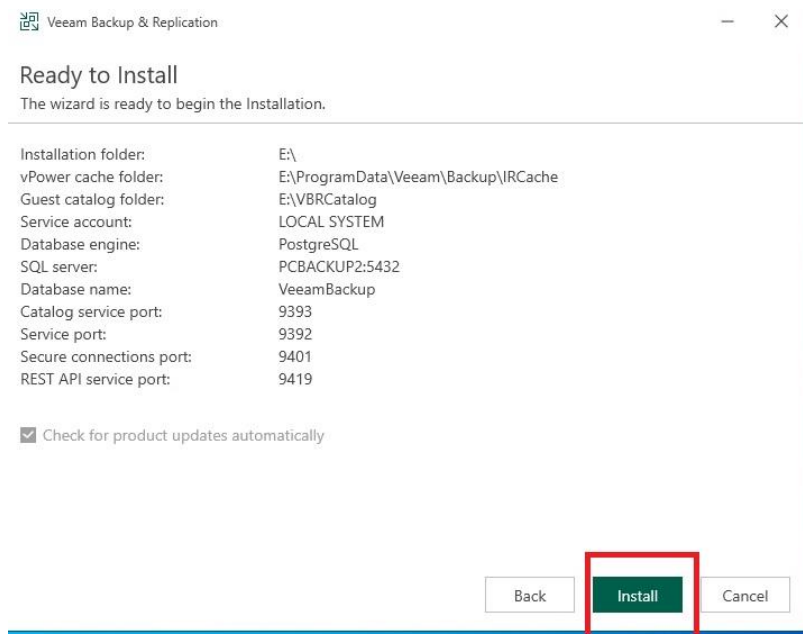 Veeam Backup & Replication
Ready to Install
The wizard is ready to begin the Installation.
Installation folder: E:\
vPower cache folder: E:\ProgramData\Veeam\Backup\IRCache
Guest catalog folder: E:\VBRCatalog
Service account: LOCAL SYSTEM
Database engine: PostgreSQL
SQL server: PCBACKUP2:5432
Database name: VeeamBackup
Catalog service port: 9393
Service port: 9392
Secure connections port: 9401
REST API service port: 9419
Check for product updates automatically
Back Install Cancel